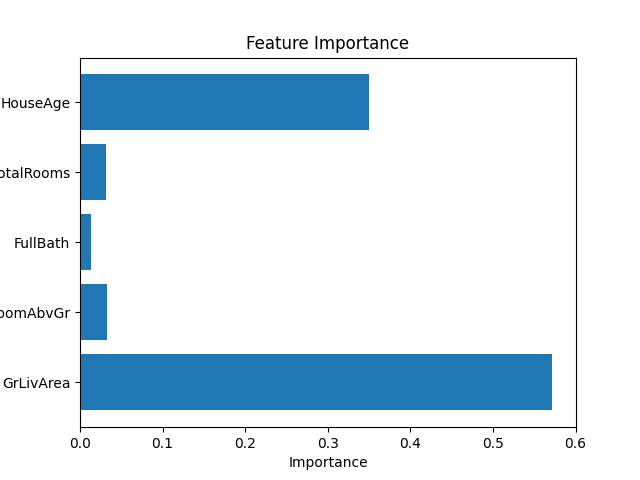 Feature Importance
HouseAge
otalRooms
FullBath
oomAbvGr
GrLivArea
0.0 0.1 0.2 0.3 0.4 0.5 0.6
Importance